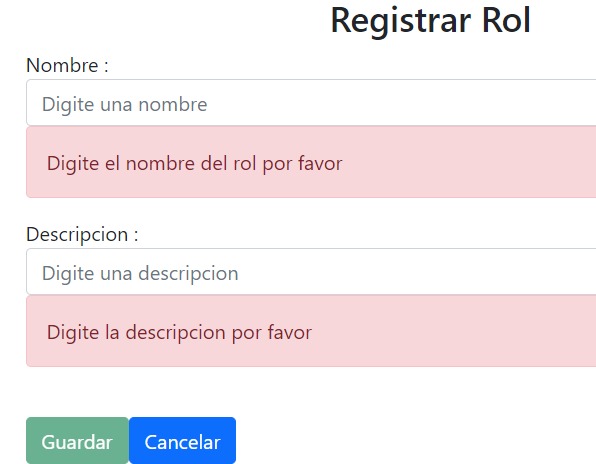 Registrar Rol
Nombre :
Digite una nombre
Digite el nombre del rol por favor
Descripcion :
Digite una descripcion
Digite la descripcion por favor
Guardar Cancelar